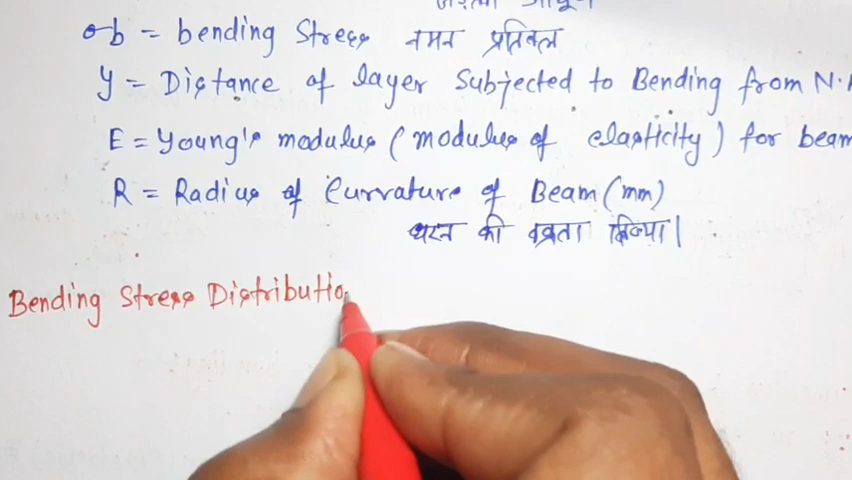 σb = bending Stress नमन प्रतिबल
y = Distance of layer Subjected to Bending from N.
E = Young's modulus (modulus of elasticity) for beam
R = Radius of Curvature of Beam (mm)
धरन की वक्रता त्रिज्या|
Bending Stress Distributio